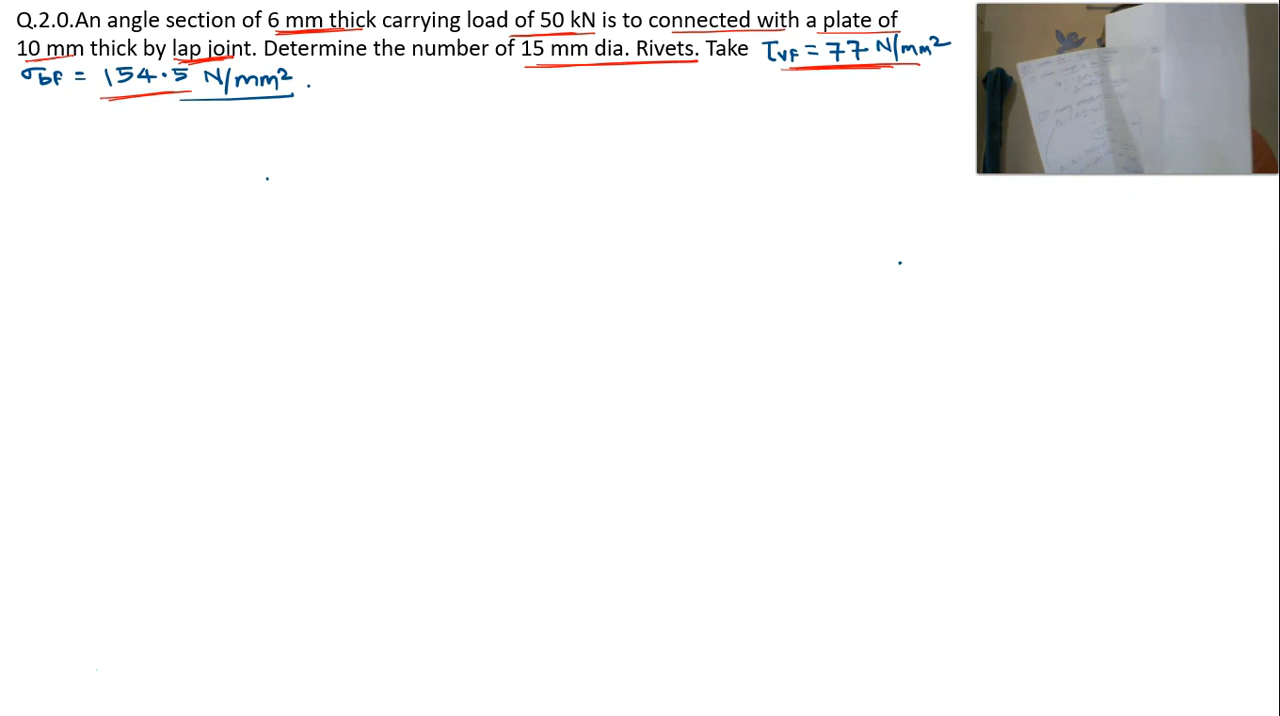 Q.2.0.An angle section of 6 mm thick carrying load of 50 kN is to connected with a plate of
10 mm thick by lap joint. Determine the number of 15 mm dia. Rivets. Take τvf = 77 N/mm²
σbf = 154.5 N/mm².